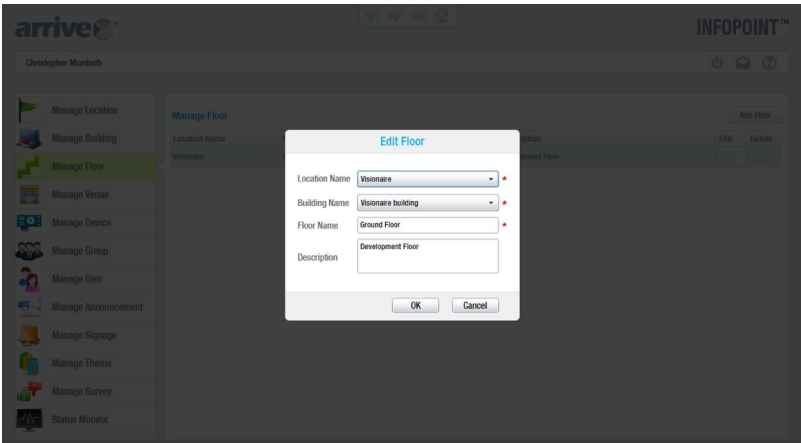 arrive
INFOPOINT™
Christopher Murdoch
Manage Location
Manage Building
Manage Floor
Manage Venue
Manage Device
Manage Group
Manage User
Manage Announcement
Manage Signage
Manage Theme
Manage Survey
Status Monitor
Manage Floor
Add Floor
Location Name
Edit Delete
Visionaire
Edit Floor
Location Name Visionaire *
Building Name Visionaire building *
Floor Name Ground Floor *
Description Development Floor
OK Cancel